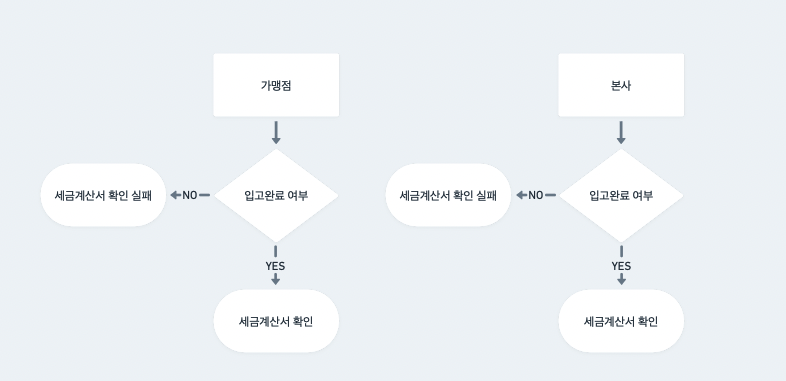 가맹점
본사
세금계산서 확인 실패
NO
입고완료 여부
세금계산서 확인 실패
NO
입고완료 여부
YES
YES
세금계산서 확인
세금계산서 확인